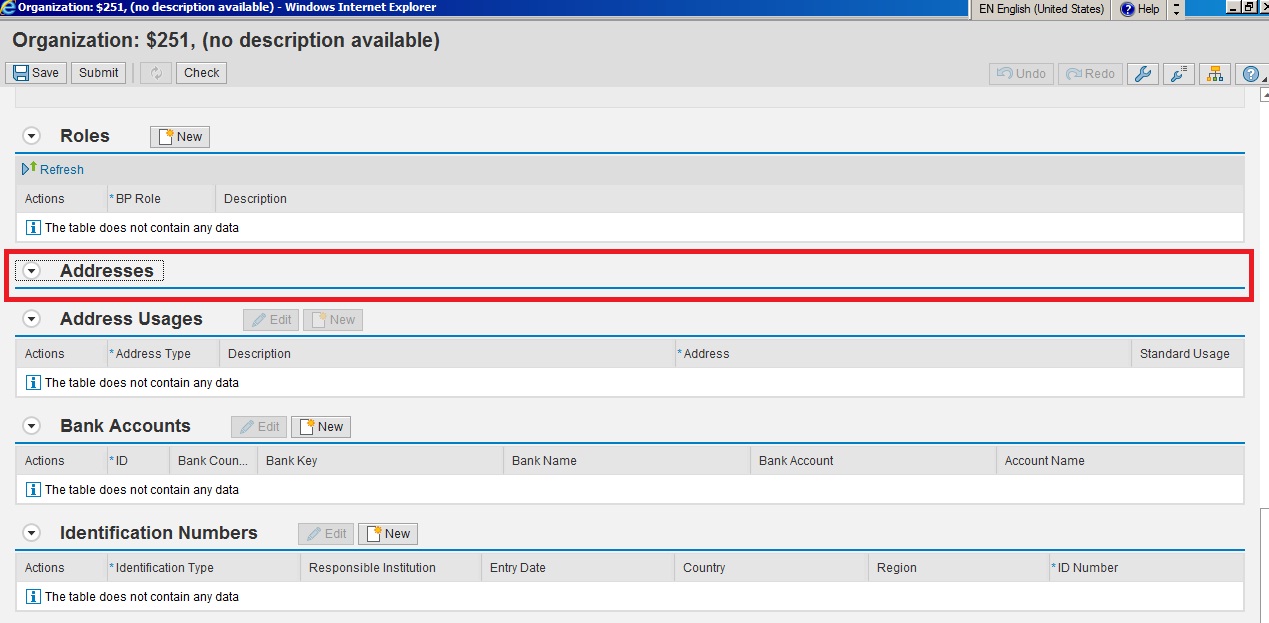 Organization: $251, (no description available) - Windows Internet Explorer
EN English (United States) ? Help
Organization: $251, (no description available)
Save Submit Check Undo Redo ?
Roles New
Refresh
Actions *BP Role Description
i The table does not contain any data
Addresses
Address Usages Edit New
Actions *Address Type Description *Address Standard Usage
i The table does not contain any data
Bank Accounts Edit New
Actions *ID Bank Coun... Bank Key Bank Name Bank Account Account Name
i The table does not contain any data
Identification Numbers Edit New
Actions *Identification Type Responsible Institution Entry Date Country Region *ID Number
i The table does not contain any data